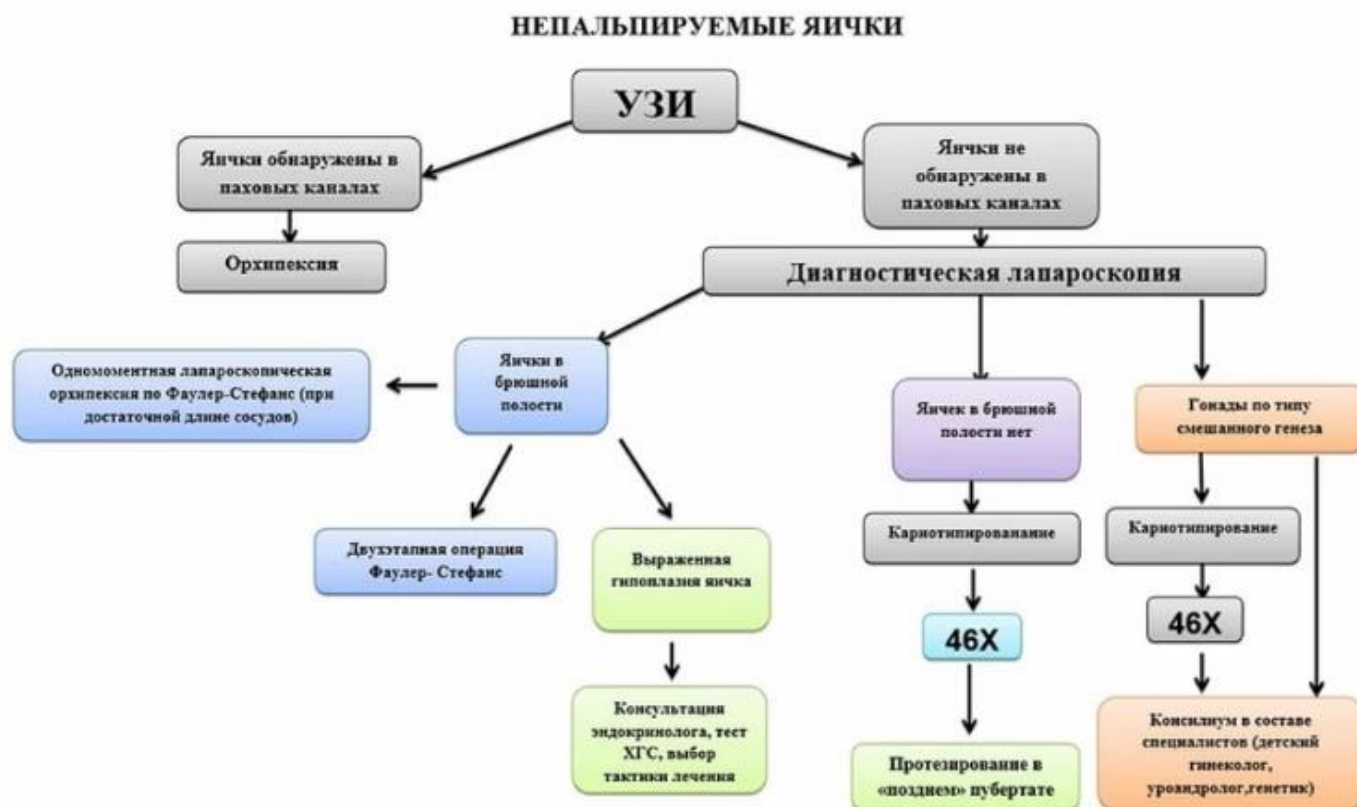 НЕПАЛЬПИРУЕМЫЕ ЯИЧКИ
УЗИ
Яички обнаружены в
паховых каналах
Яички не
обнаружены в
паховых каналах
Орхипексия
Диагностическая лапароскопия
Одномоментная лапароскопическая
орхипексия по Фаулер-Стефанс (при
достаточной длине сосудов)
Яички в
брюшной
полости
Яичек в брюшной
полости нет
Гонады по типу
смешанного генеза
Двухэтапная операция
Фаулер- Стефанс
Выраженная
гипоплазия яичка
Кариотипированание
Кариотипирование
46X
46X
Консультация
эндокринолога, тест
ХГС, выбор
тактики лечения
Протезирование в
«позднем» пубертате
Консилиум в составе
специалистов (детский
гинеколог,
уроандролог,генетик)